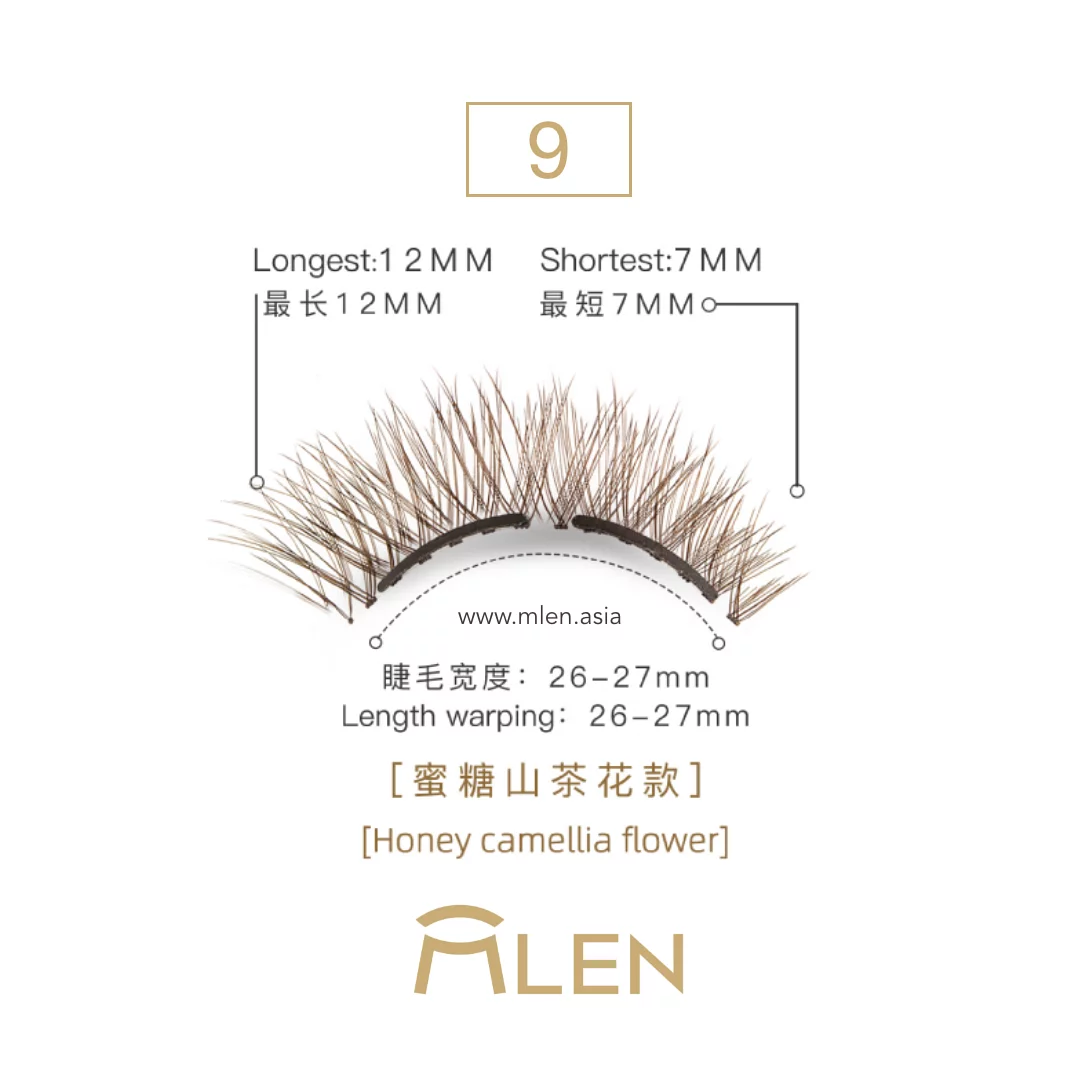 9
Longest:12MM
最长12MM
Shortest:7MM
最短7MM
www.mlen.asia
睫毛宽度：26-27mm
Length warping：26-27mm
[蜜糖山茶花款]
[Honey camellia flower]
MLEN